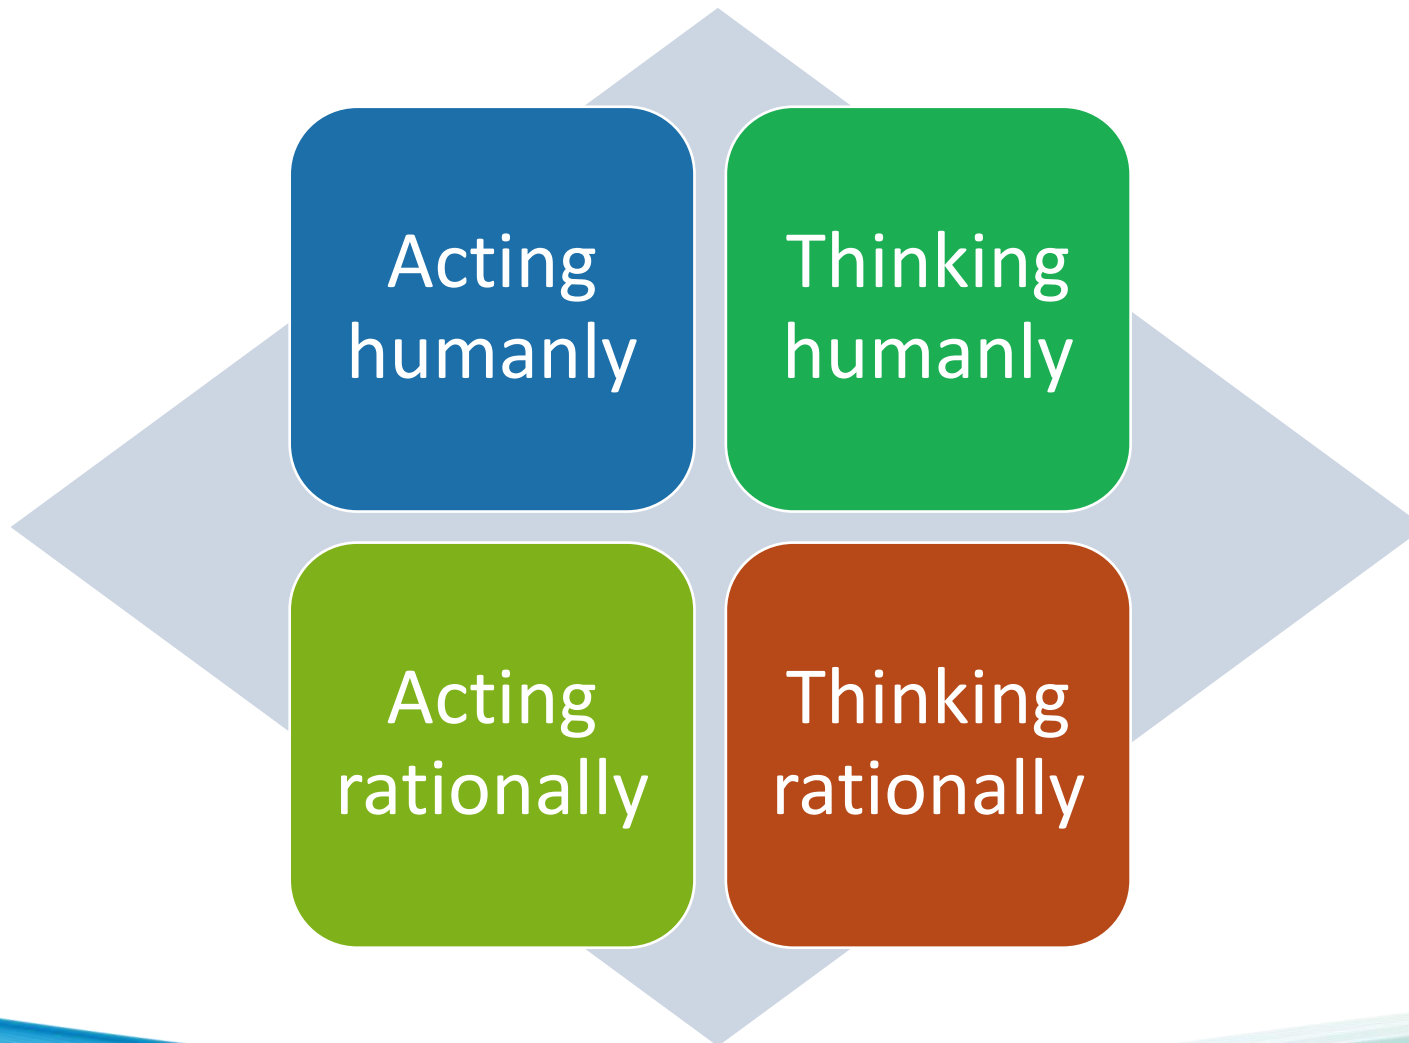 Acting
humanly
Thinking
humanly
Acting
rationally
Thinking
rationally